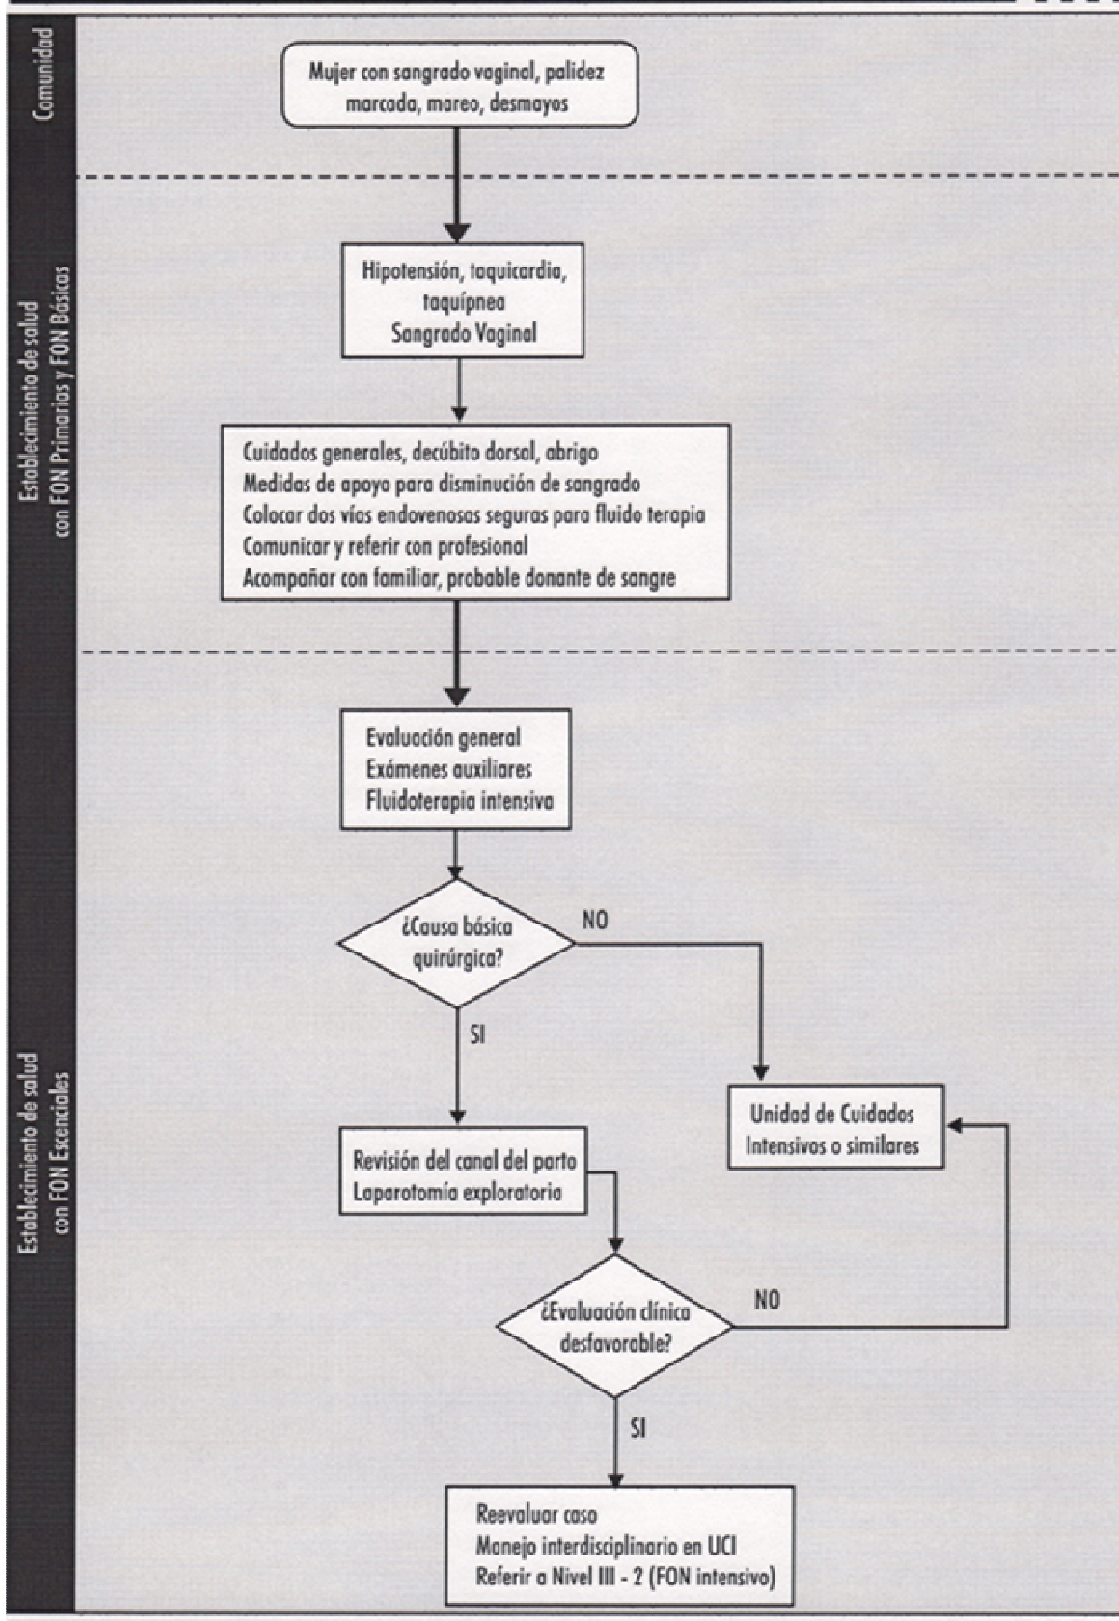 Comunidad
Mujer con sangrado vaginal, palidez
marcada, mareo, desmayos
Establecimiento de salud
con FON Primarias y FON Básicas
Hipotensión, taquicardia,
taquípnea
Sangrado Vaginal
Cuidados generales, decúbito dorsal, abrigo
Medidas de apoyo para disminución de sangrado
Colocar dos vías endovenosas seguras para fluido terapia
Comunicar y referir con profesional
Acompañar con familiar, probable donante de sangre
Establecimiento de salud
con FON Escenciales
Evaluación general
Exámenes auxiliares
Fluidoterapia intensiva
¿Causa básica
quirúrgica?
NO
SI
Unidad de Cuidados
Intensivos o similares
Revisión del canal del parto
Laparotomía exploratoria
¿Evaluación clínica
desfavorable?
NO
SI
Reevaluar caso
Manejo interdisciplinario en UCI
Referir a Nivel III - 2 (FON intensivo)